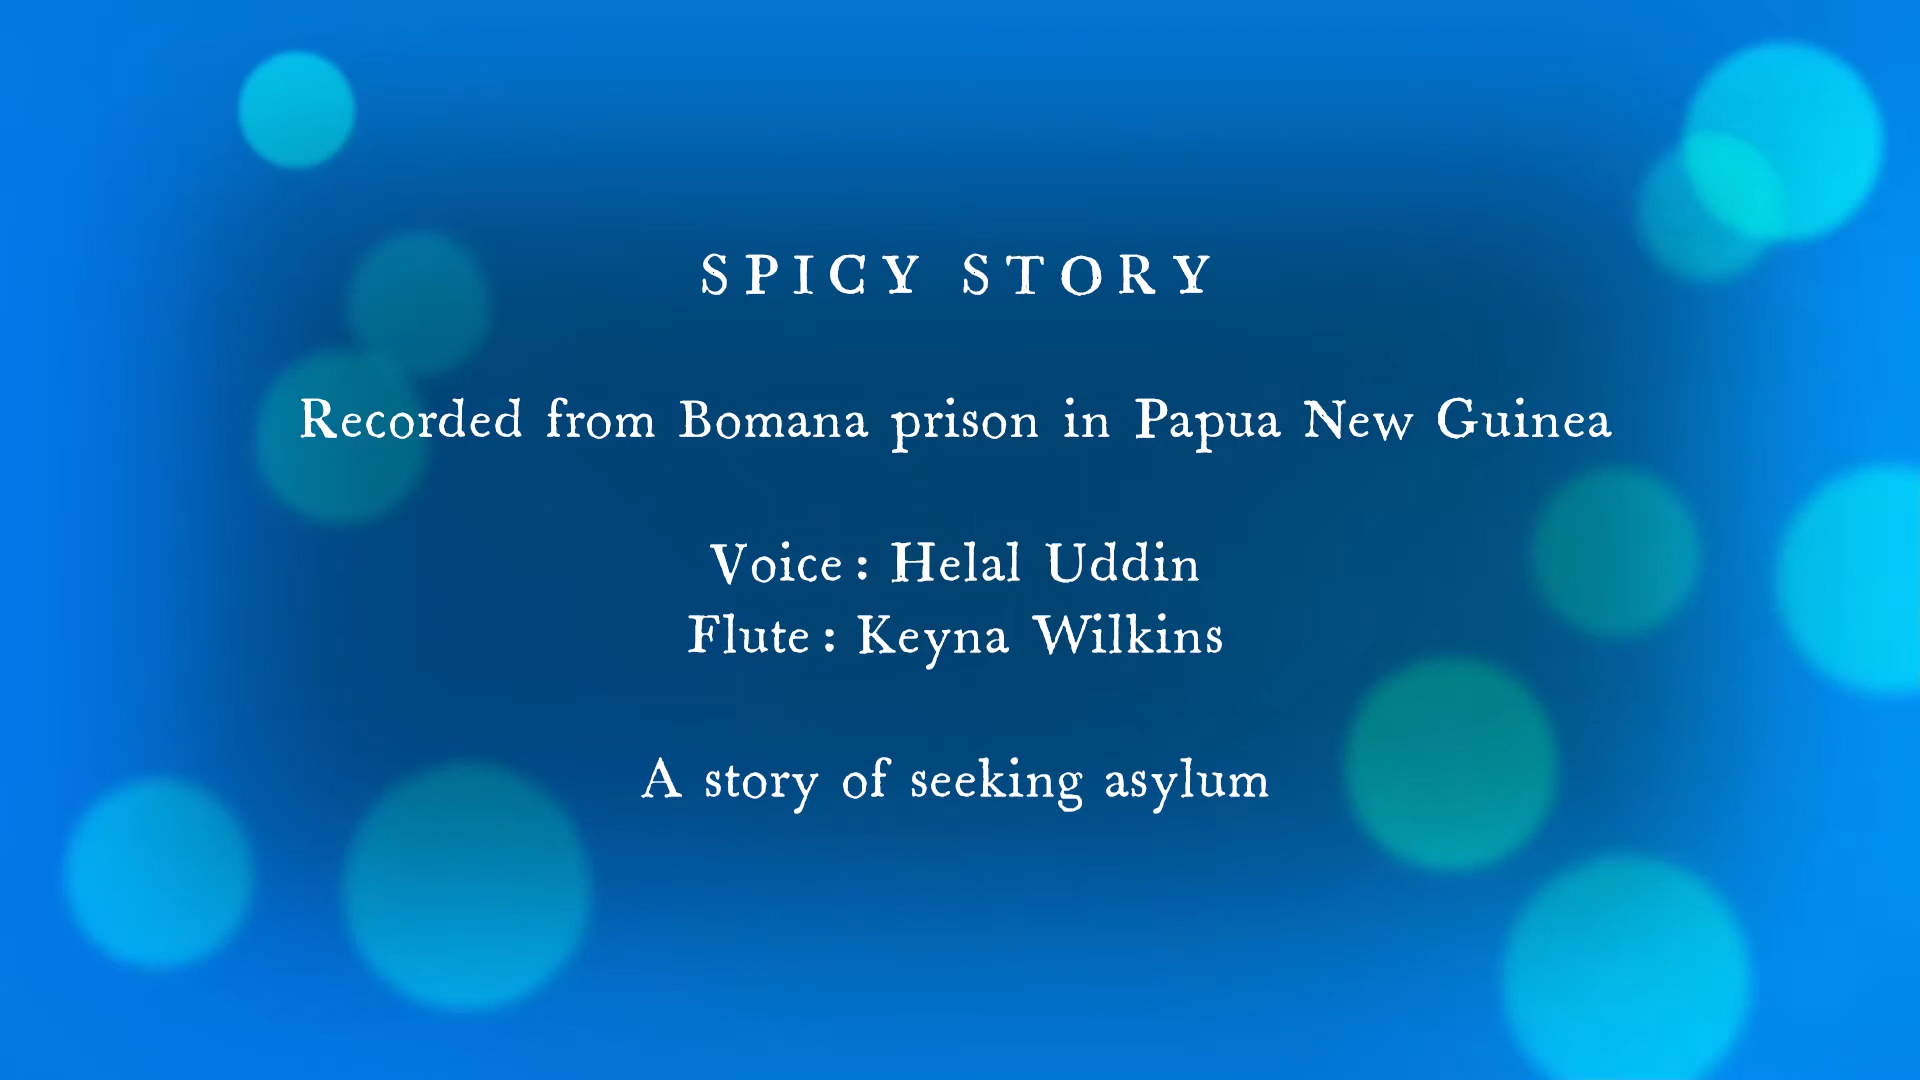 SPICY STORY
Recorded from Bomana prison in Papua New Guinea
Voice: Helal Uddin
Flute: Keyna Wilkins
A story of seeking asylum